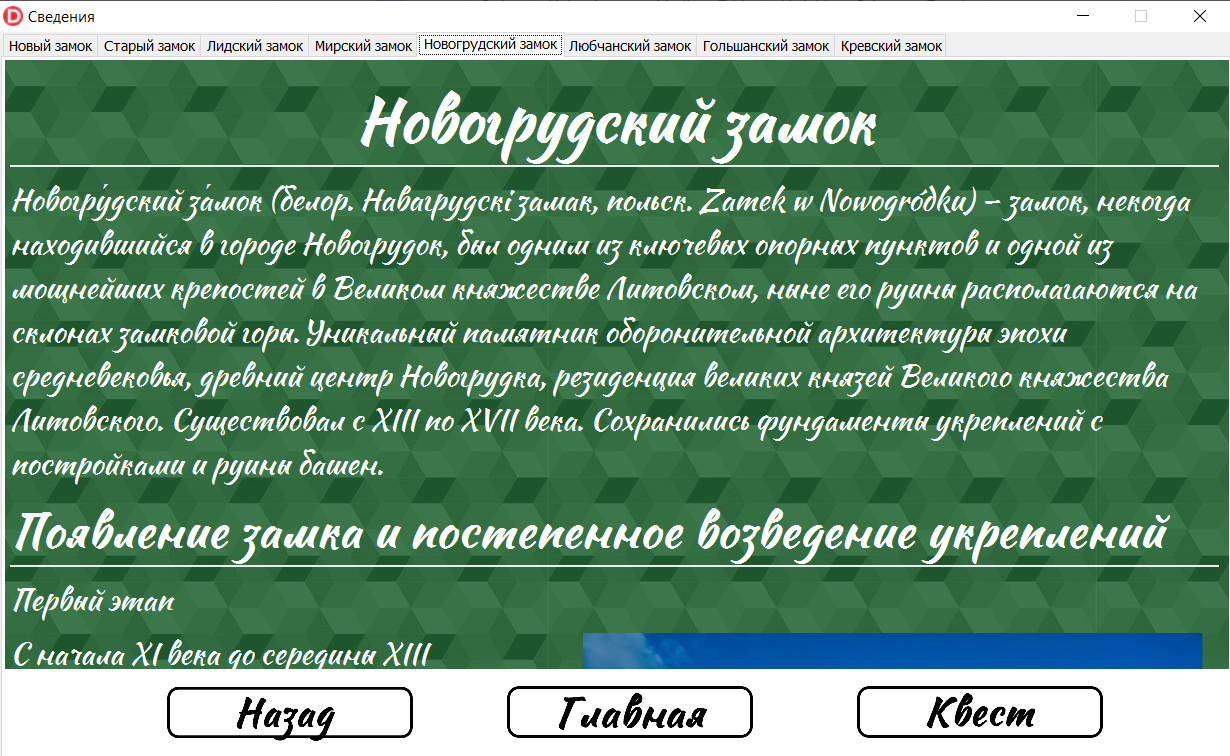 Сведения
Новый замок Старый замок Лидский замок Мирский замок Новогрудский замок Любчанский замок Гольшанский замок Кревский замок
Новогрудский замок
Новогру́дский за́мок (белор. Навагрудскі замак, польск. Zamek w Nowogródku) – замок, некогда
находившийся в городе Новогрудок, был одним из ключевых опорных пунктов и одной из
мощнейших крепостей в Великом княжестве Литовском, ныне его руины располагаются на
склонах замковой горы. Уникальный памятник оборонительной архитектуры эпохи
средневековья, древний центр Новогрудка, резиденция великих князей Великого княжества
Литовского. Существовал с XIII по XVII века. Сохранились фундаменты укреплений с
постройками и руины башен.
Появление замка и постепенное возведение укреплений
Первый этап
С начала XI века до середины XIII
Назад Главная Квест